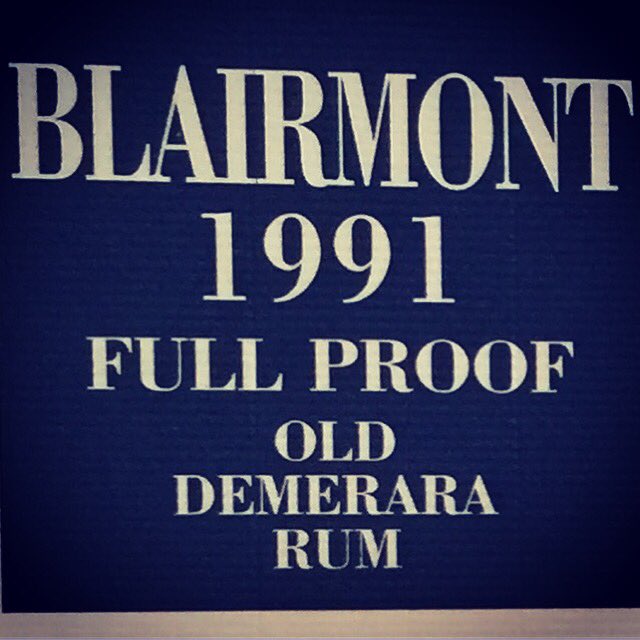 BLAIRMONT
1991
FULL PROOF
OLD
DEMERARA
RUM